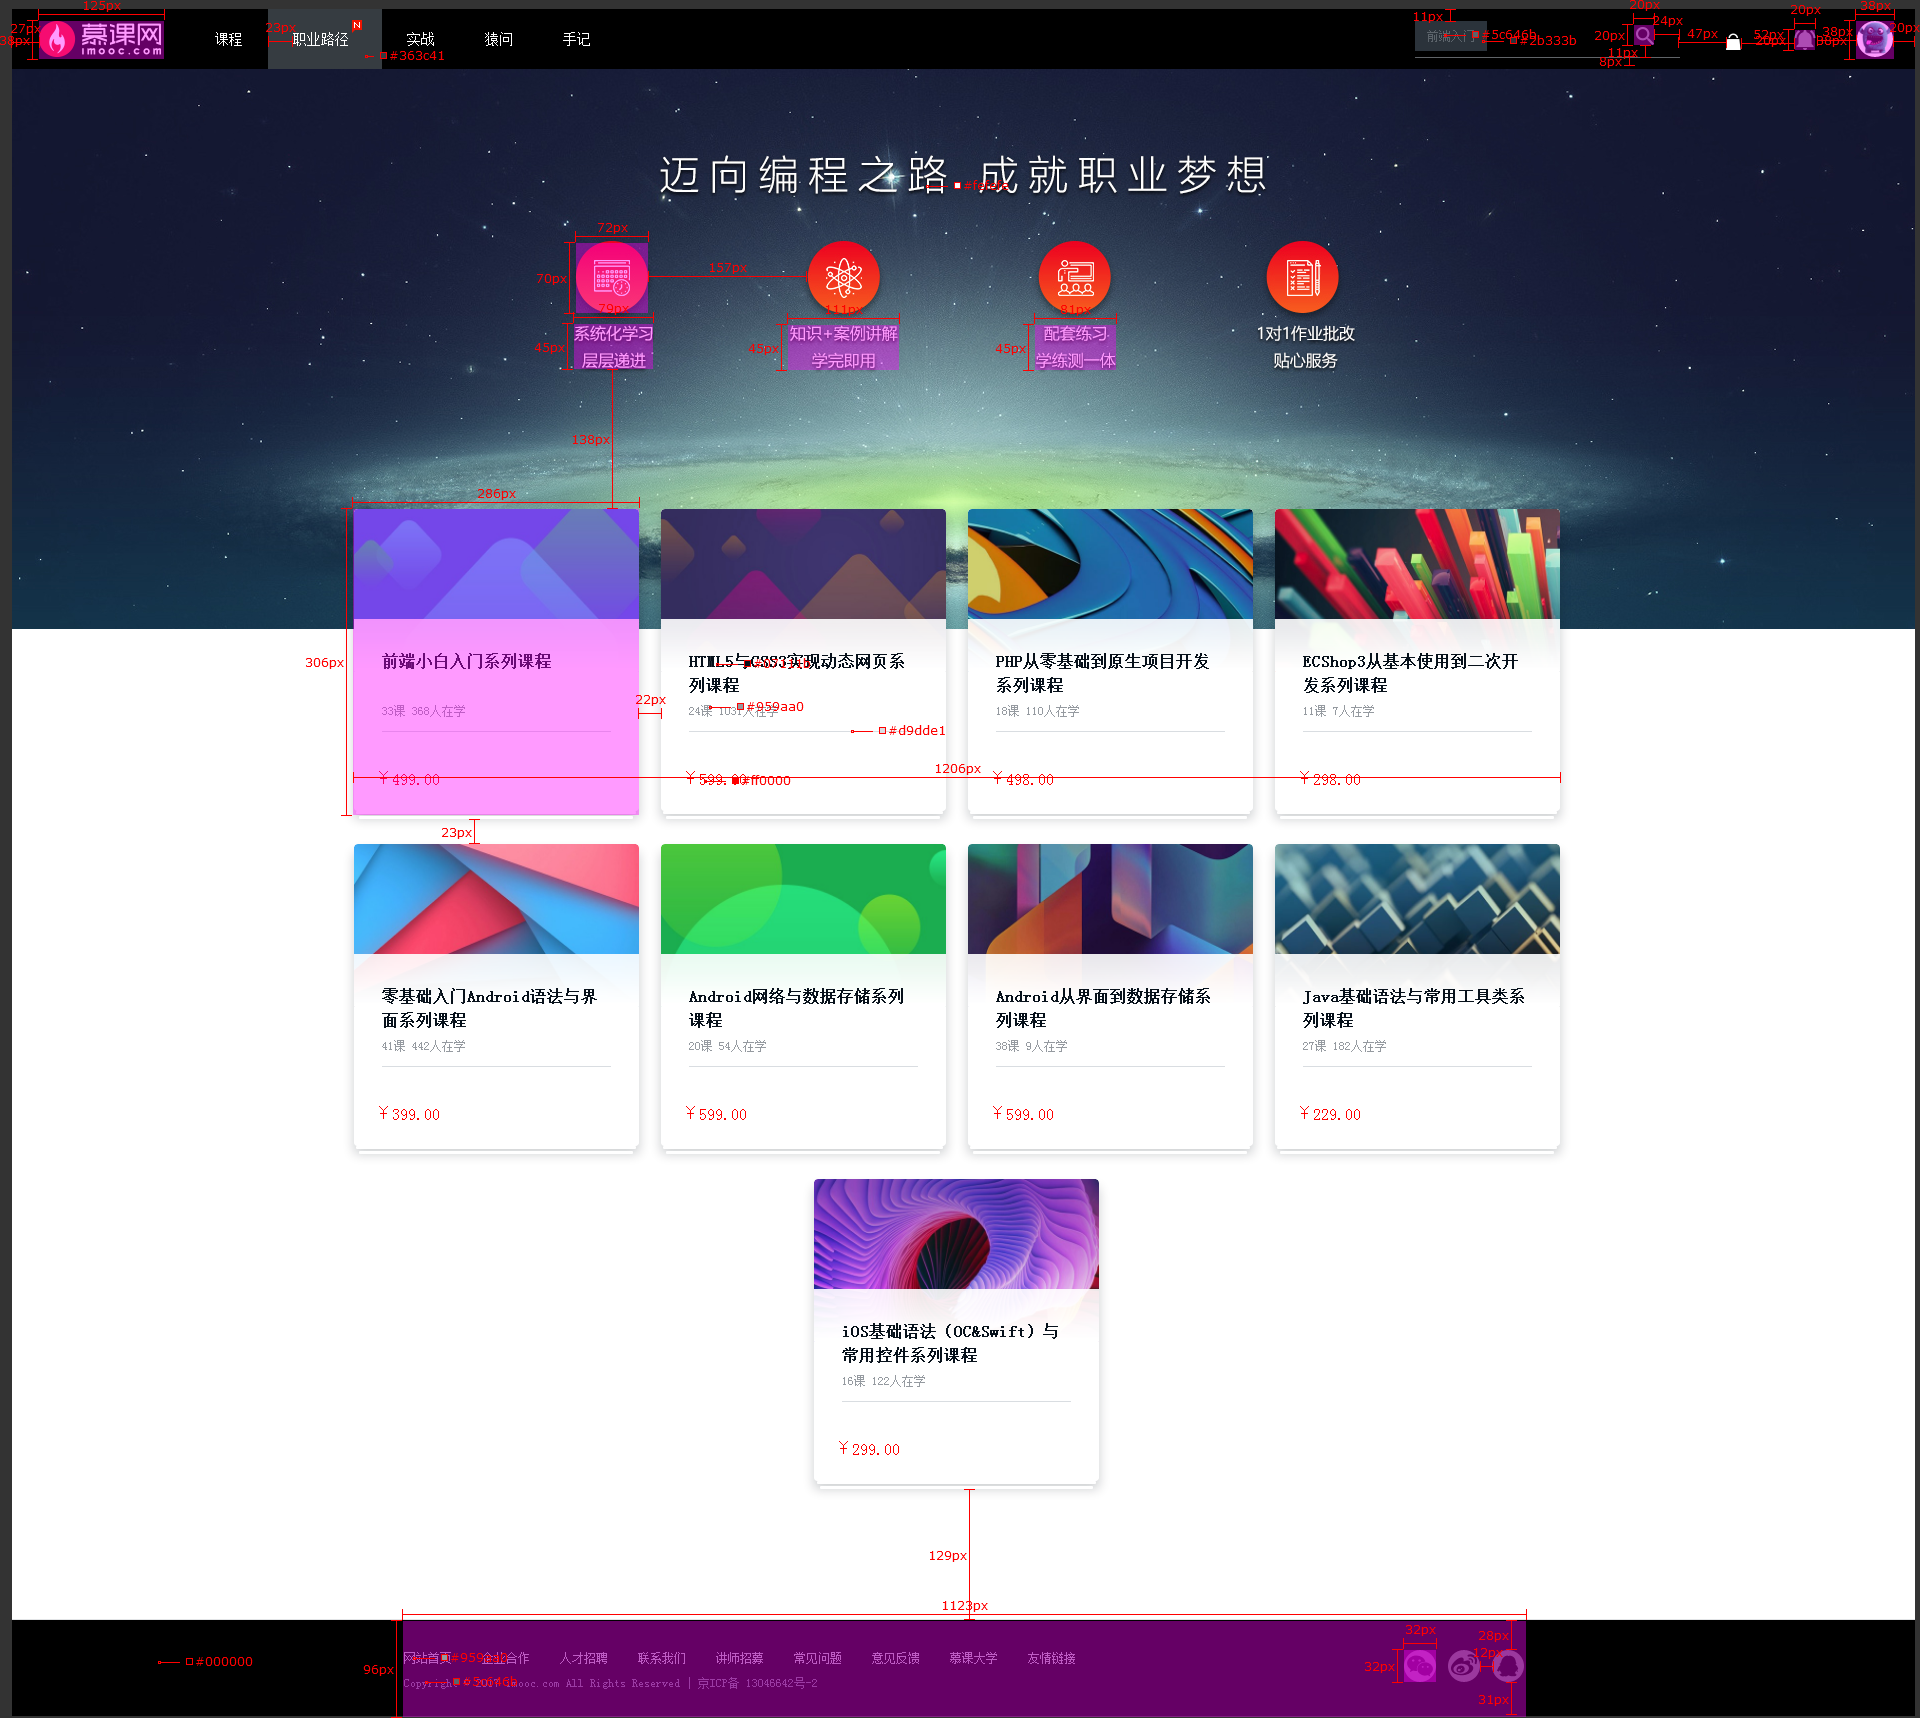 125px
27px
38px
慕课网
imooc.com
课程
23px
职业路径
N
#363c41
实战
猿问
手记
11px
前端入门
#5c646b
#2b333b
20px
20px
24px
11px
8px
47px
52px
20px
20px
38px
38px
20px
迈向编程之路 成就职业梦想
72px
70px
157px
79px
111px
81px
45px
系统化学习
层层递进
45px
知识+案例讲解
学完即用
45px
配套练习
学练测一体
1对1作业批改
贴心服务
138px
286px
306px
前端小白入门系列课程
33课 368人在学
¥499.00
22px
HTML5与CSS3实现动态网页系
列课程
24课 1031人在学
#959aa0
#d9dde1
¥599.00
#ff0000
PHP从零基础到原生项目开发
系列课程
18课 110人在学
¥498.00
ECShop3从基本使用到二次开
发系列课程
11课 7人在学
¥298.00
1206px
23px
零基础入门Android语法与界
面系列课程
41课 442人在学
¥399.00
Android网络与数据存储系列
课程
20课 54人在学
¥599.00
Android从界面到数据存储系
列课程
38课 9人在学
¥599.00
Java基础语法与常用工具类系
列课程
27课 182人在学
¥229.00
iOS基础语法（OC&Swift）与
常用控件系列课程
16课 122人在学
¥299.00
129px
1123px
#000000
96px
网站首页 企业合作 人才招聘 联系我们 讲师招募 常见问题 意见反馈 慕课大学 友情链接
Copyright © 2017 imooc.com All Rights Reserved | 京ICP备 13046642号-2
32px
32px
28px
12px
31px